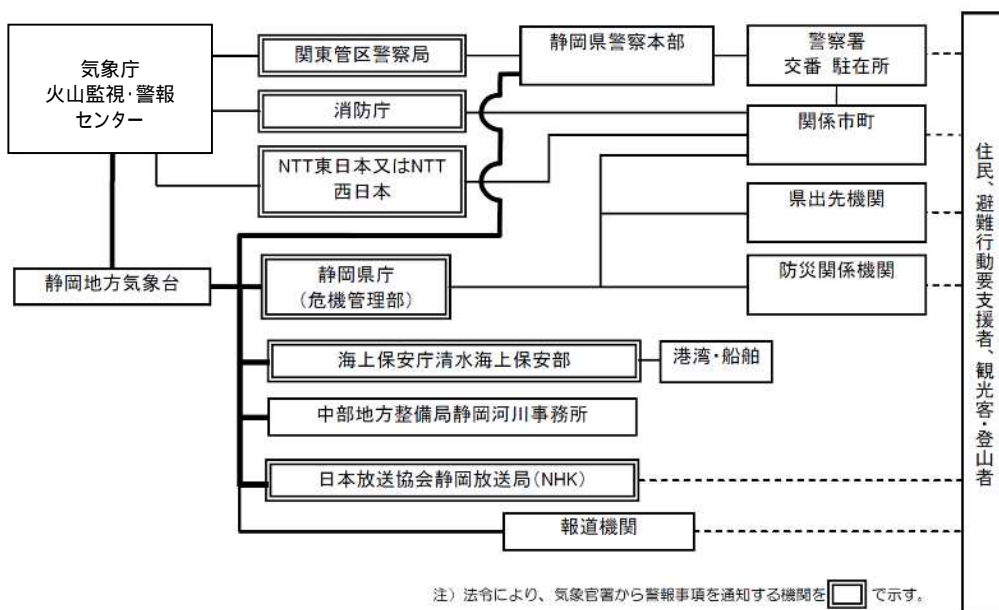 気象庁
火山監視･警報
センター
関東管区警察局
静岡県警察本部
警察署
交番 駐在所
消防庁
関係市町
NTT東日本又はNTT
西日本
県出先機関
静岡地方気象台
静岡県庁
(危機管理部)
防災関係機関
海上保安庁清水海上保安部
港湾･船舶
中部地方整備局静岡河川事務所
日本放送協会静岡放送局(NHK)
報道機関
住民、避難行動要支援者、観光客･登山者
注）法令により、気象官署から警報事項を通知する機関を で示す。